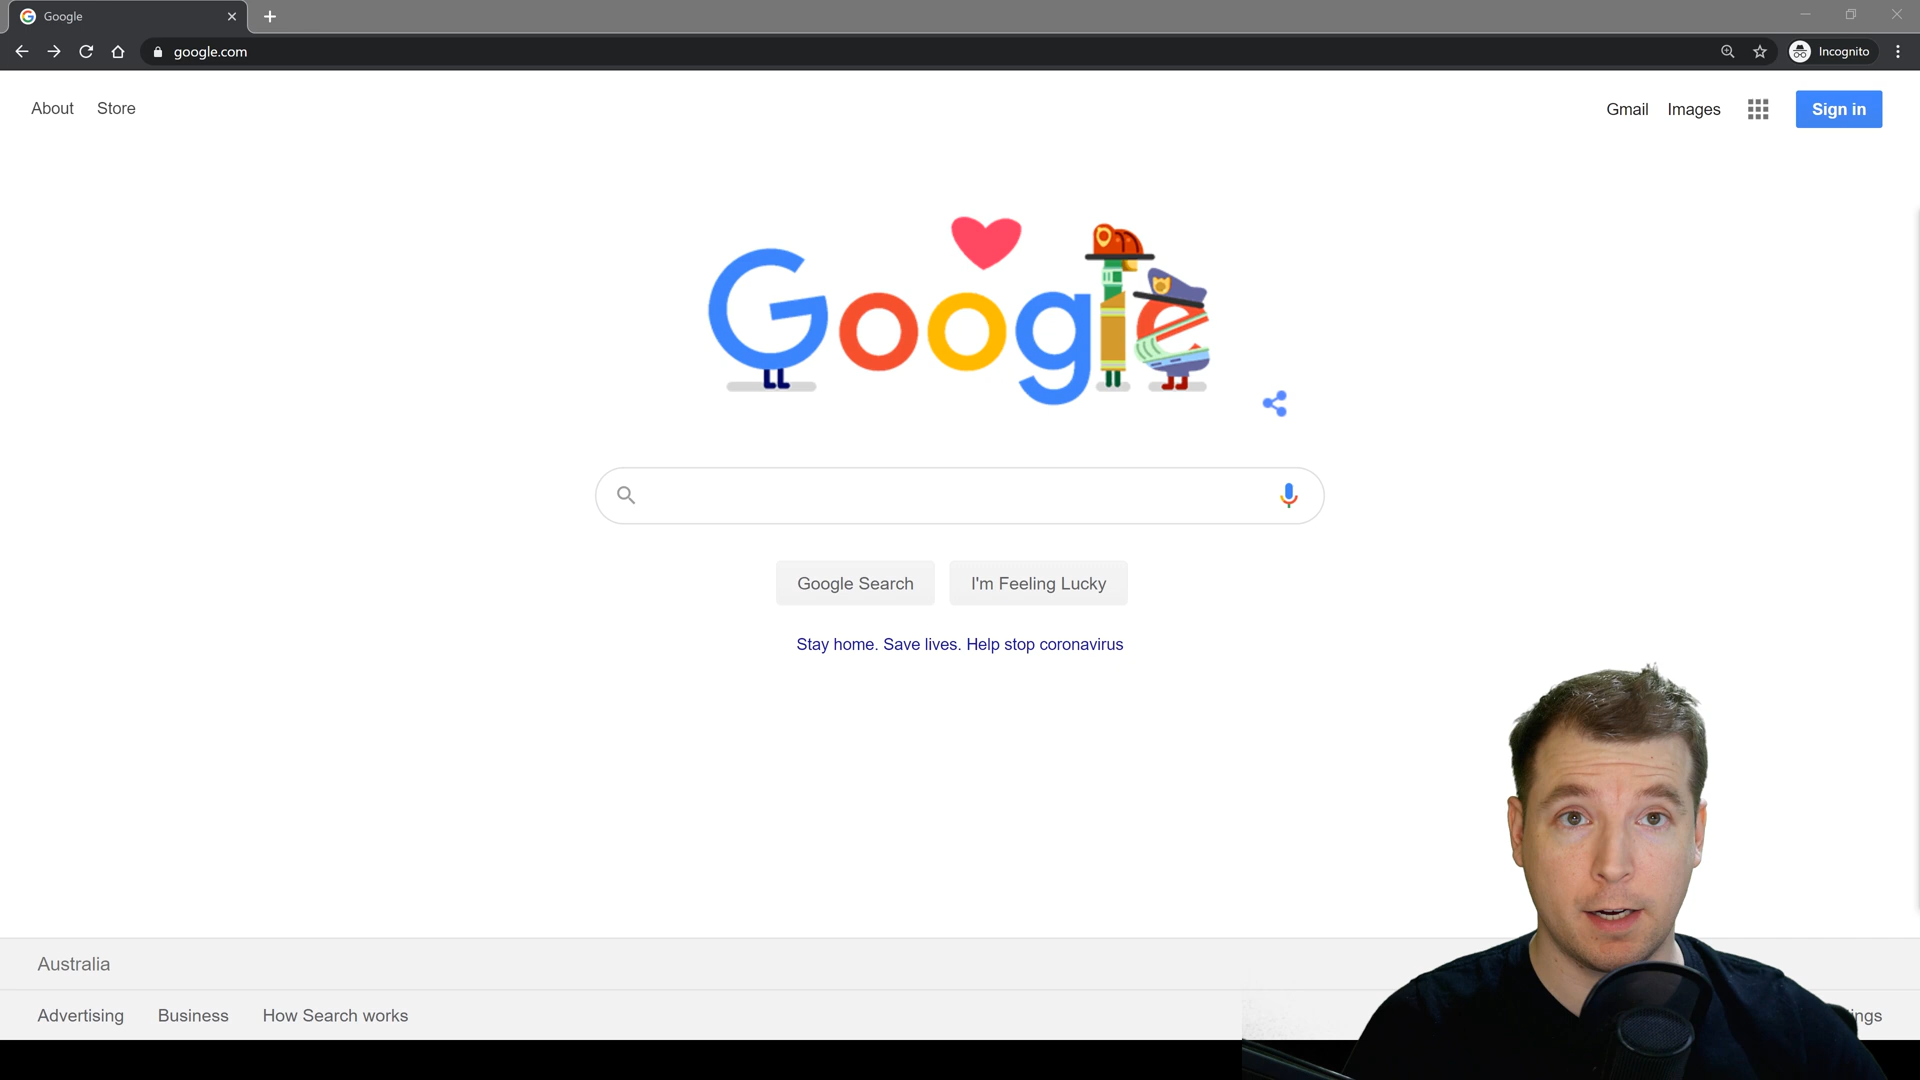 Google
google.com
Incognito
About Store
Gmail Images Sign in
Google
Google Search I'm Feeling Lucky
Stay home. Save lives. Help stop coronavirus
Australia
Advertising Business How Search works